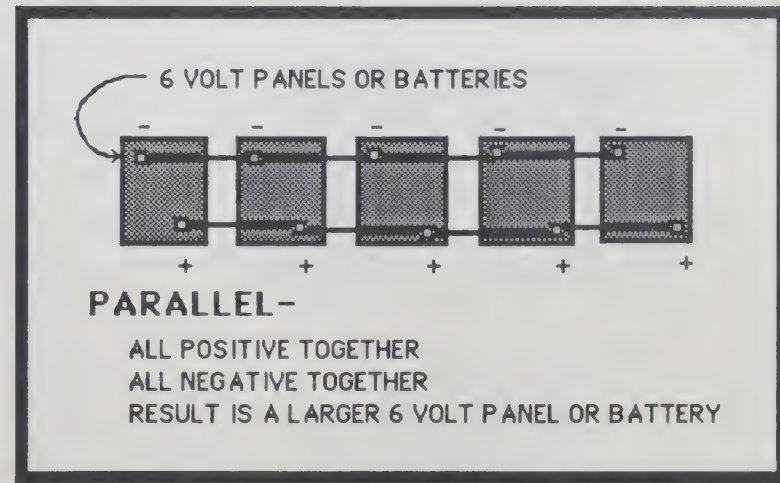 6 VOLT PANELS OR BATTERIES
- - - - -
+ + + + +
PARALLEL-
ALL POSITIVE TOGETHER
ALL NEGATIVE TOGETHER
RESULT IS A LARGER 6 VOLT PANEL OR BATTERY